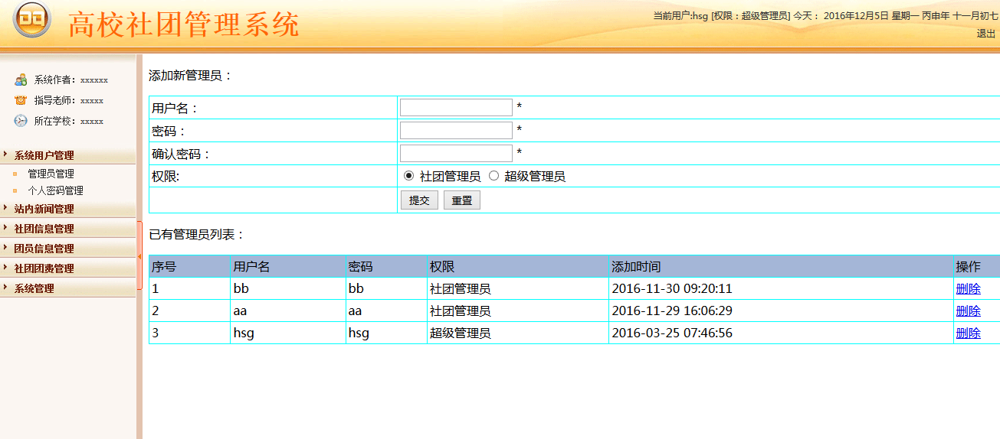 高校社团管理系统
当前用户:hsg [权限：超级管理员] 今天： 2016年12月5日 星期一 丙申年 十一月初七
退出
系统作者：xxxxxx
指导老师：xxxxx
所在学校：xxxxx
系统用户管理
管理员管理
个人密码管理
站内新闻管理
社团信息管理
团员信息管理
社团团费管理
系统管理
添加新管理员：
用户名： *
密码： *
确认密码： *
权限: 社团管理员 超级管理员
提交 重置
已有管理员列表：
序号 用户名 密码 权限 添加时间 操作
1 bb bb 社团管理员 2016-11-30 09:20:11 删除
2 aa aa 社团管理员 2016-11-29 16:06:29 删除
3 hsg hsg 超级管理员 2016-03-25 07:46:56 删除